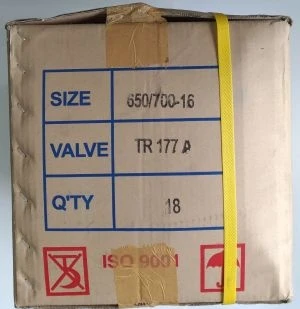 SIZE 650/700-16
VALVE TR 177 A
Q'TY 18
ISO 9001